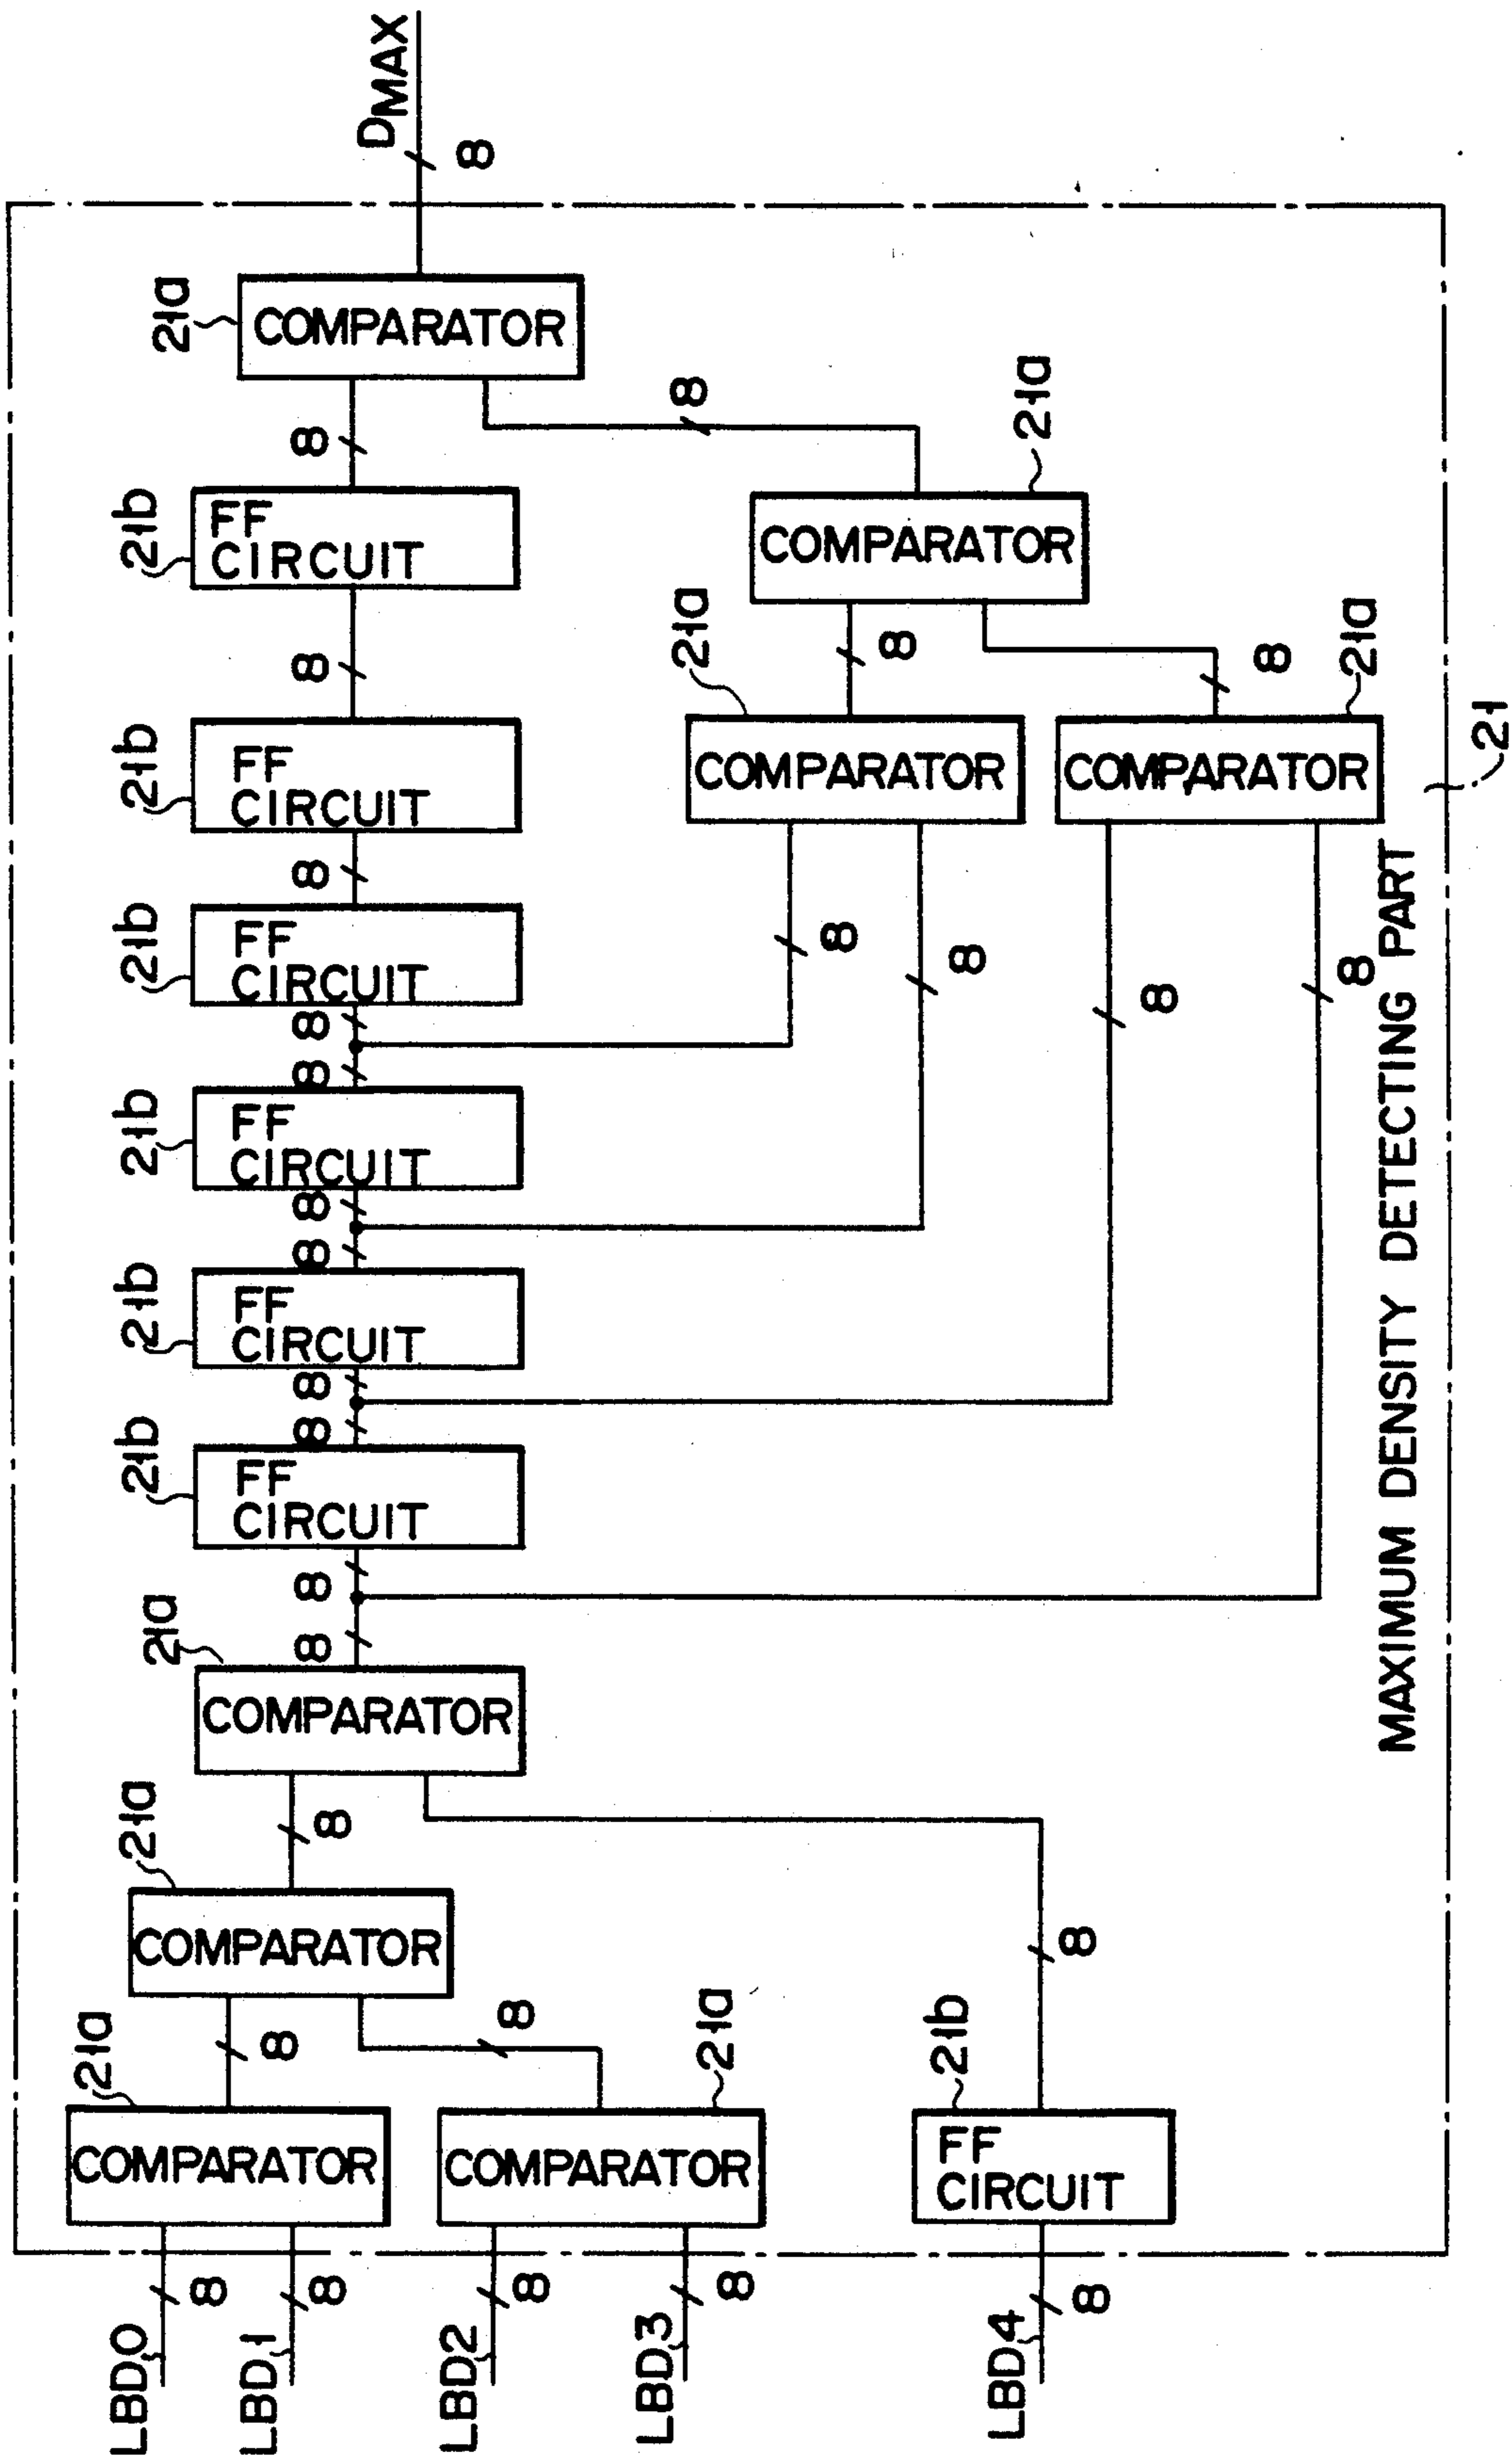 LBD0
8
LBD1
8
LBD2
8
LBD3
8
LBD4
8
21a
COMPARATOR
8
21a
COMPARATOR
8
21b
FF
CIRCUIT
8
21a
COMPARATOR
8
21a
COMPARATOR
8
8
21b
FF
CIRCUIT
8
8
21b
FF
CIRCUIT
8
8
21b
FF
CIRCUIT
8
8
21b
FF
CIRCUIT
8
21b
FF
CIRCUIT
8
21b
FF
CIRCUIT
8
8
8
8
8
21a
COMPARATOR
8
21a
COMPARATOR
8
21a
COMPARATOR
8
21a
COMPARATOR
DMAX
8
MAXIMUM DENSITY DETECTING PART
21